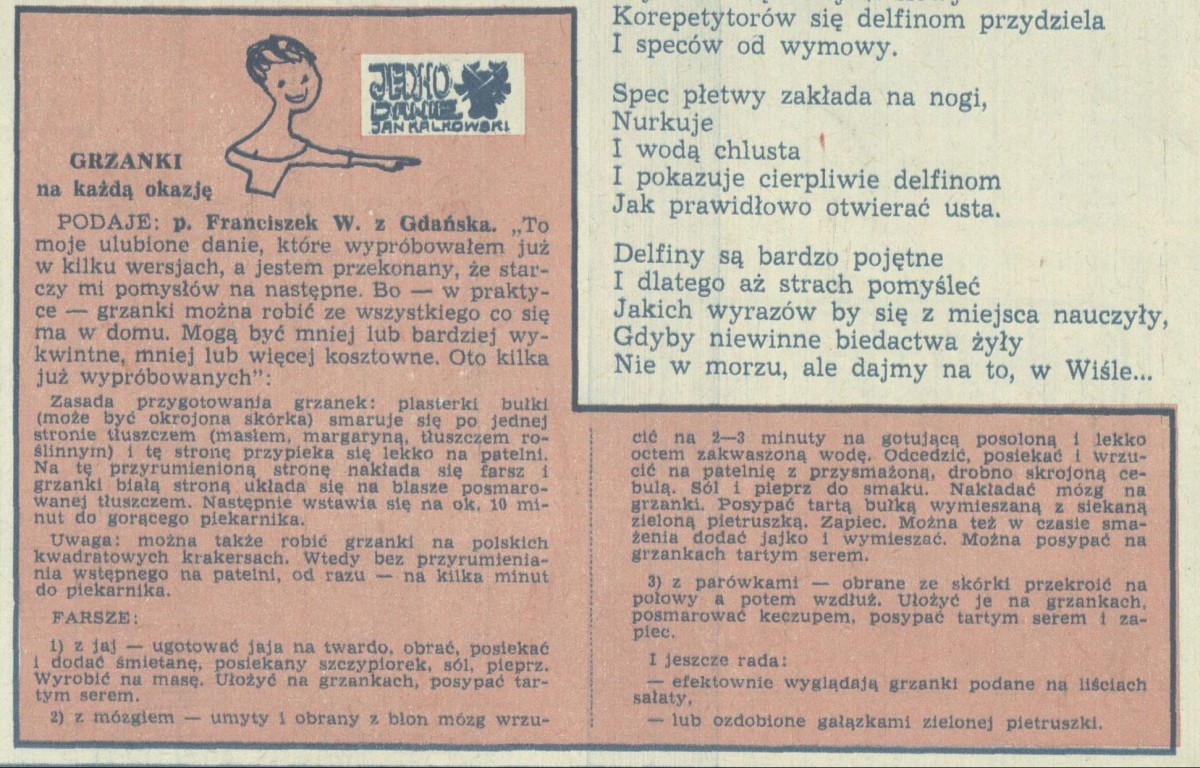 JEDNO
DANIE
JAN KALKOWSKI
GRZANKI
na każdą okazję
PODAJE: p. Franciszek W. z Gdańska. „To
moje ulubione danie, które wypróbowałem już
w kilku wersjach, a jestem przekonany, że star-
czy mi pomysłów na następne. Bo — w prakty-
ce — grzanki można robić ze wszystkiego co się
ma w domu. Mogą być mniej lub bardziej wy-
kwintne, mniej lub więcej kosztowne. Oto kilka
już wypróbowanych”:
Zasada przygotowania grzanek: plasterki bułki
(może być okrojona skórka) smaruje się po jednej
stronie tłuszczem (masłem, margaryną, tłuszczem ro-
ślinnym) i tę stronę przypieka się lekko na patelni.
Na tę przyrumienioną stronę nakłada się farsz i
grzanki białą stroną układa się na blasze posmaro-
wanej tłuszczem. Następnie wstawia się na ok. 10 mi-
nut do gorącego piekarnika.
Uwaga: można także robić grzanki na polskich
kwadratowych krakersach. Wtedy bez przyrumienia-
nia wstępnego na patelni, od razu — na kilka minut
do piekarnika.
FARSZE:
1) z jaj — ugotować jaja na twardo, obrać, posiekać
i dodać śmietanę, posiekany szczypiorek, sól, pieprz.
Wyrobić na masę. Ułożyć na grzankach, posypać tar-
tym serem.
2) z mózgiem — umyty i obrany z błon mózg wrzu-
cić na 2—3 minuty na gotującą posoloną i lekko
octem zakwaszoną wodę. Odcedzić, posiekać i wrzu-
cić na patelnię z przysmażoną, drobno skrojoną ce-
bulą. Sól i pieprz do smaku. Nakładać mózg na
grzanki. Posypać tartą bułką wymieszaną z siekaną
zieloną pietruszką. Zapiec. Można też w czasie sma-
żenia dodać jajko i wymieszać. Można posypać na
grzankach tartym serem.
3) z parówkami — obrane ze skórki przekroić na
połowy a potem wzdłuż. Ułożyć je na grzankach,
posmarować keczupem, posypać tartym serem i za-
piec.
I jeszcze rada:
— efektownie wyglądają grzanki podane na liściach
sałaty,
— lub ozdobione gałązkami zielonej pietruszki.
Korepetytorów się delfinom przydziela
I speców od wymowy.
Spec płetwy zakłada na nogi,
Nurkuje
I wodą chlusta
I pokazuje cierpliwie delfinom
Jak prawidłowo otwierać usta.
Delfiny są bardzo pojętne
I dlatego aż strach pomyśleć
Jakich wyrazów by się z miejsca nauczyły,
Gdyby niewinne biedactwa żyły
Nie w morzu, ale dajmy na to, w Wiśle...